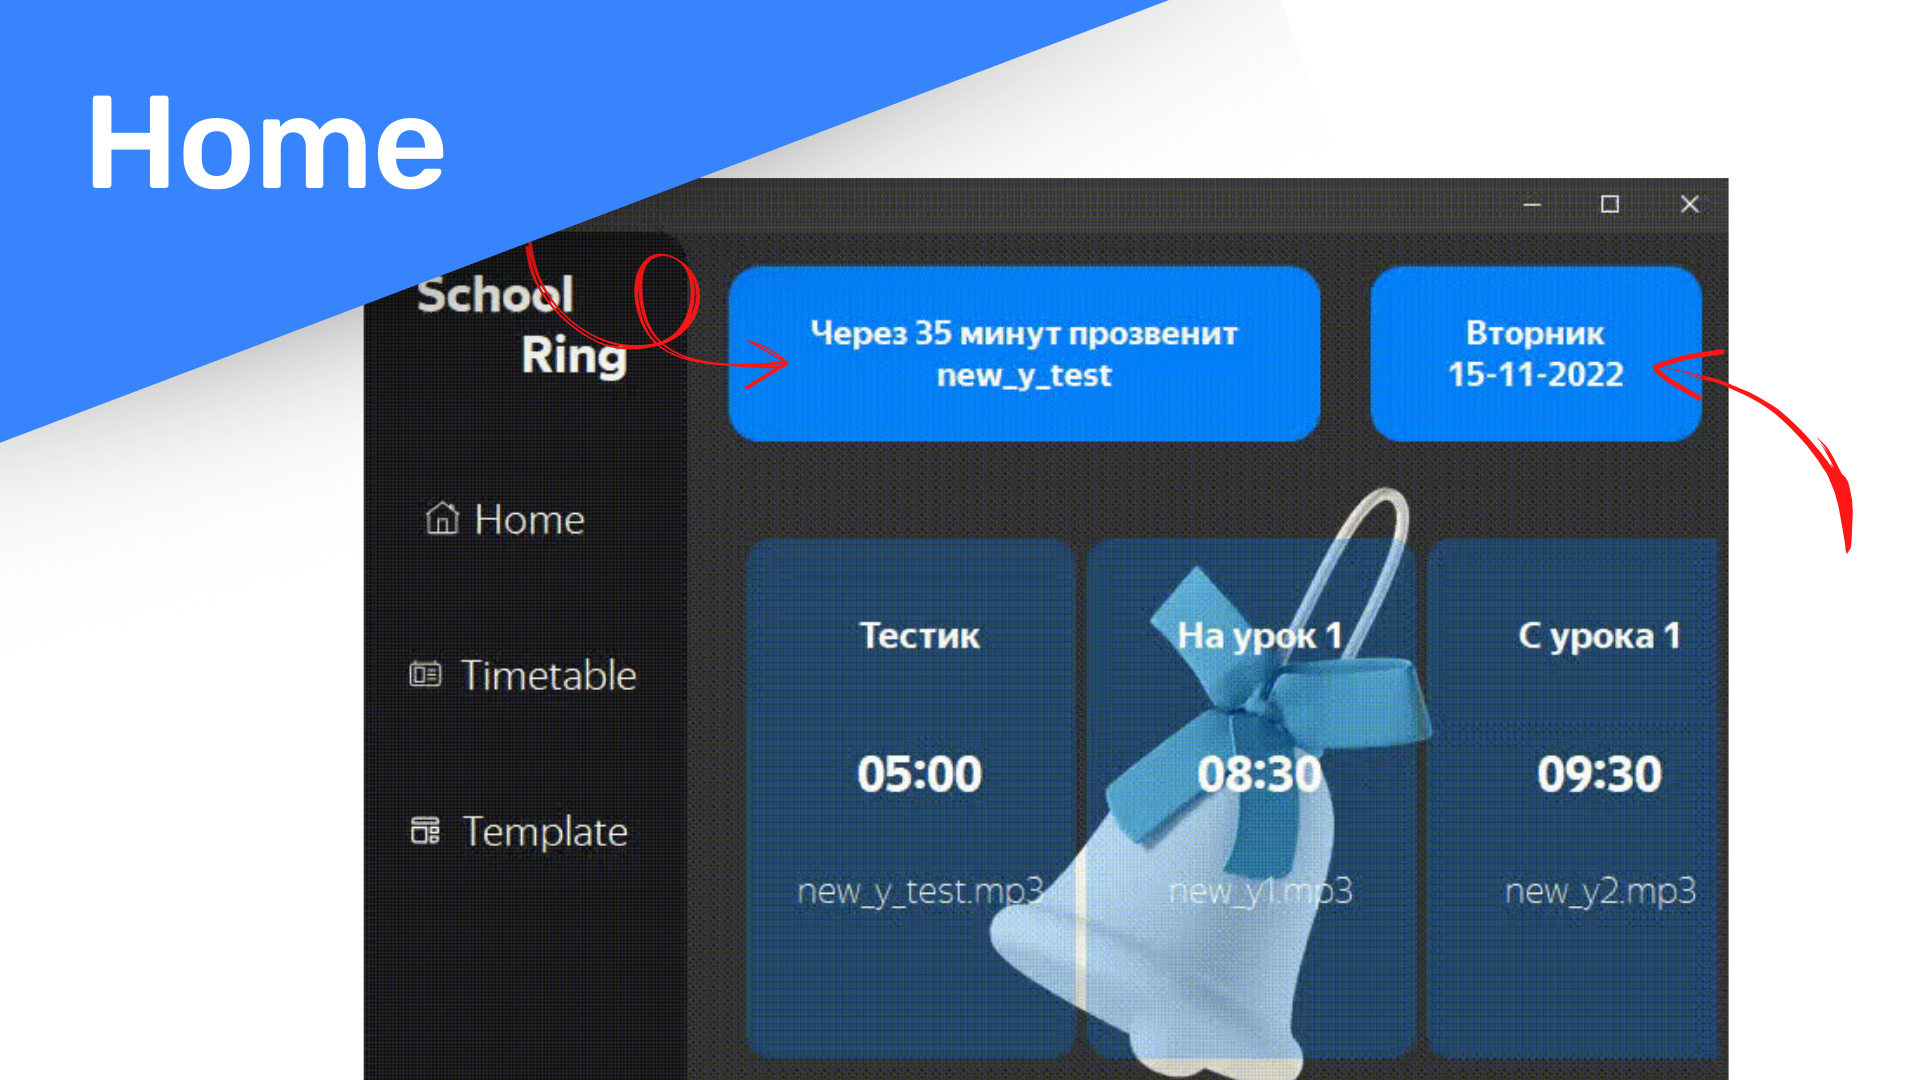 Home
School
Ring
Home
Timetable
Template
Через 35 минут прозвенит
new_y_test
Вторник
15-11-2022
Тестик
05:00
new_y_test.mp3
На урок 1
08:30
new_y1.mp3
С урока 1
09:30
new_y2.mp3